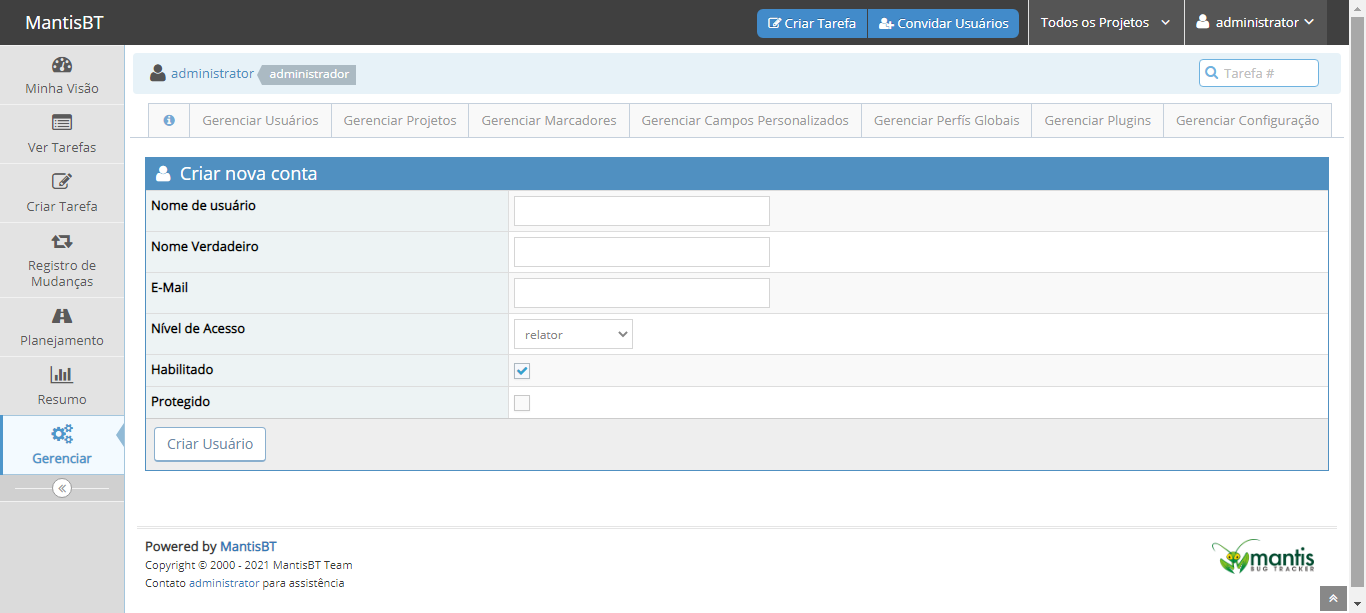 MantisBT
Criar Tarefa
Convidar Usuários
Todos os Projetos
administrator
Minha Visão
Ver Tarefas
Criar Tarefa
Registro de
Mudanças
Planejamento
Resumo
Gerenciar
administrator administrador
Tarefa #
Gerenciar Usuários
Gerenciar Projetos
Gerenciar Marcadores
Gerenciar Campos Personalizados
Gerenciar Perfís Globais
Gerenciar Plugins
Gerenciar Configuração
Criar nova conta
Nome de usuário
Nome Verdadeiro
E-Mail
Nível de Acesso
relator
Habilitado
Protegido
Criar Usuário
Powered by MantisBT
Copyright © 2000 - 2021 MantisBT Team
Contato administrator para assistência
mantis
BUG TRACKER